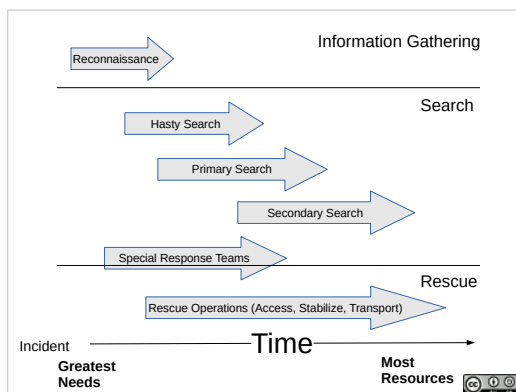 Information Gathering
Reconnaissance
Search
Hasty Search
Primary Search
Secondary Search
Special Response Teams
Rescue
Rescue Operations (Access, Stabilize, Transport)
Incident
Time
Greatest
Needs
Most
Resources
cc